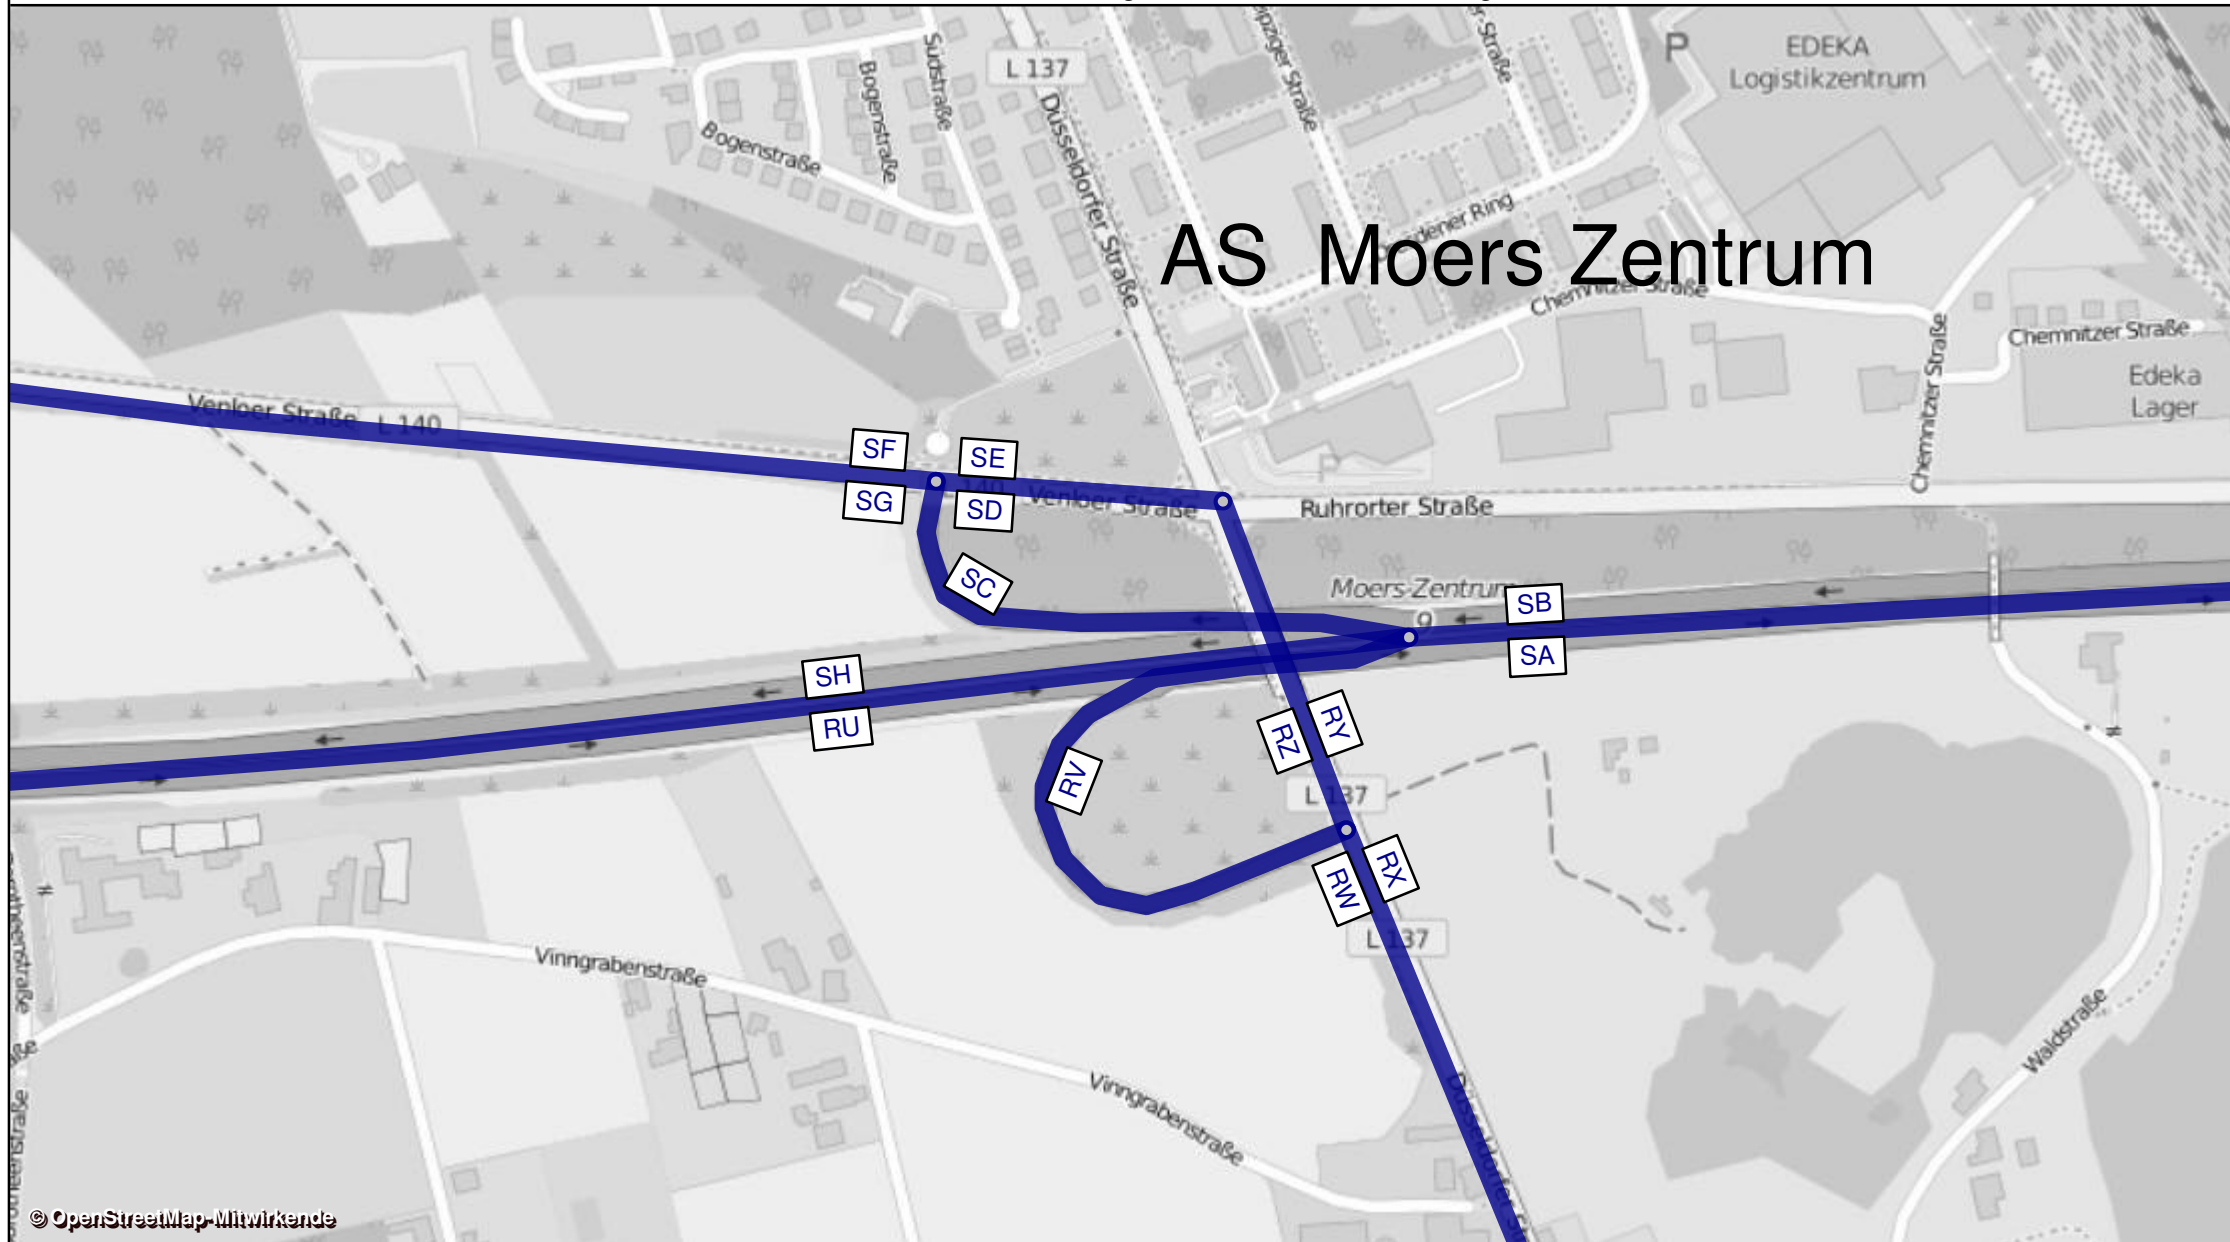 EDEKA
Logistikzentrum
P
L 137
Südstraße
Bogenstraße
Bogenstraße
Düsseldorfer Straße
AS Moers Zentrum
Chemnitzer Straße
Chemnitzer Straße
Chemnitzer Straße
Edeka
Lager
Venloer Straße
L 140
SF
SE
SG
SD
140
Venloer Straße
Ruhrorter Straße
P
SC
Moers-Zentrum
9
SB
SA
SH
RU
RZ
RY
RV
L 137
RW
RX
L 137
Vinngrabenstraße
Vinngrabenstraße
Waldstraße
© OpenStreetMap-Mitwirkende